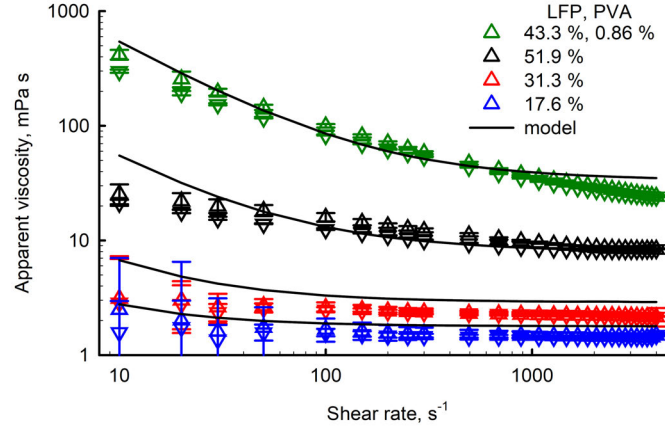 LFP, PVA
43.3 %, 0.86 %
51.9 %
31.3 %
17.6 %
model
Apparent viscosity, mPa s
1000
100
10
1
10
100
1000
Shear rate, s⁻¹